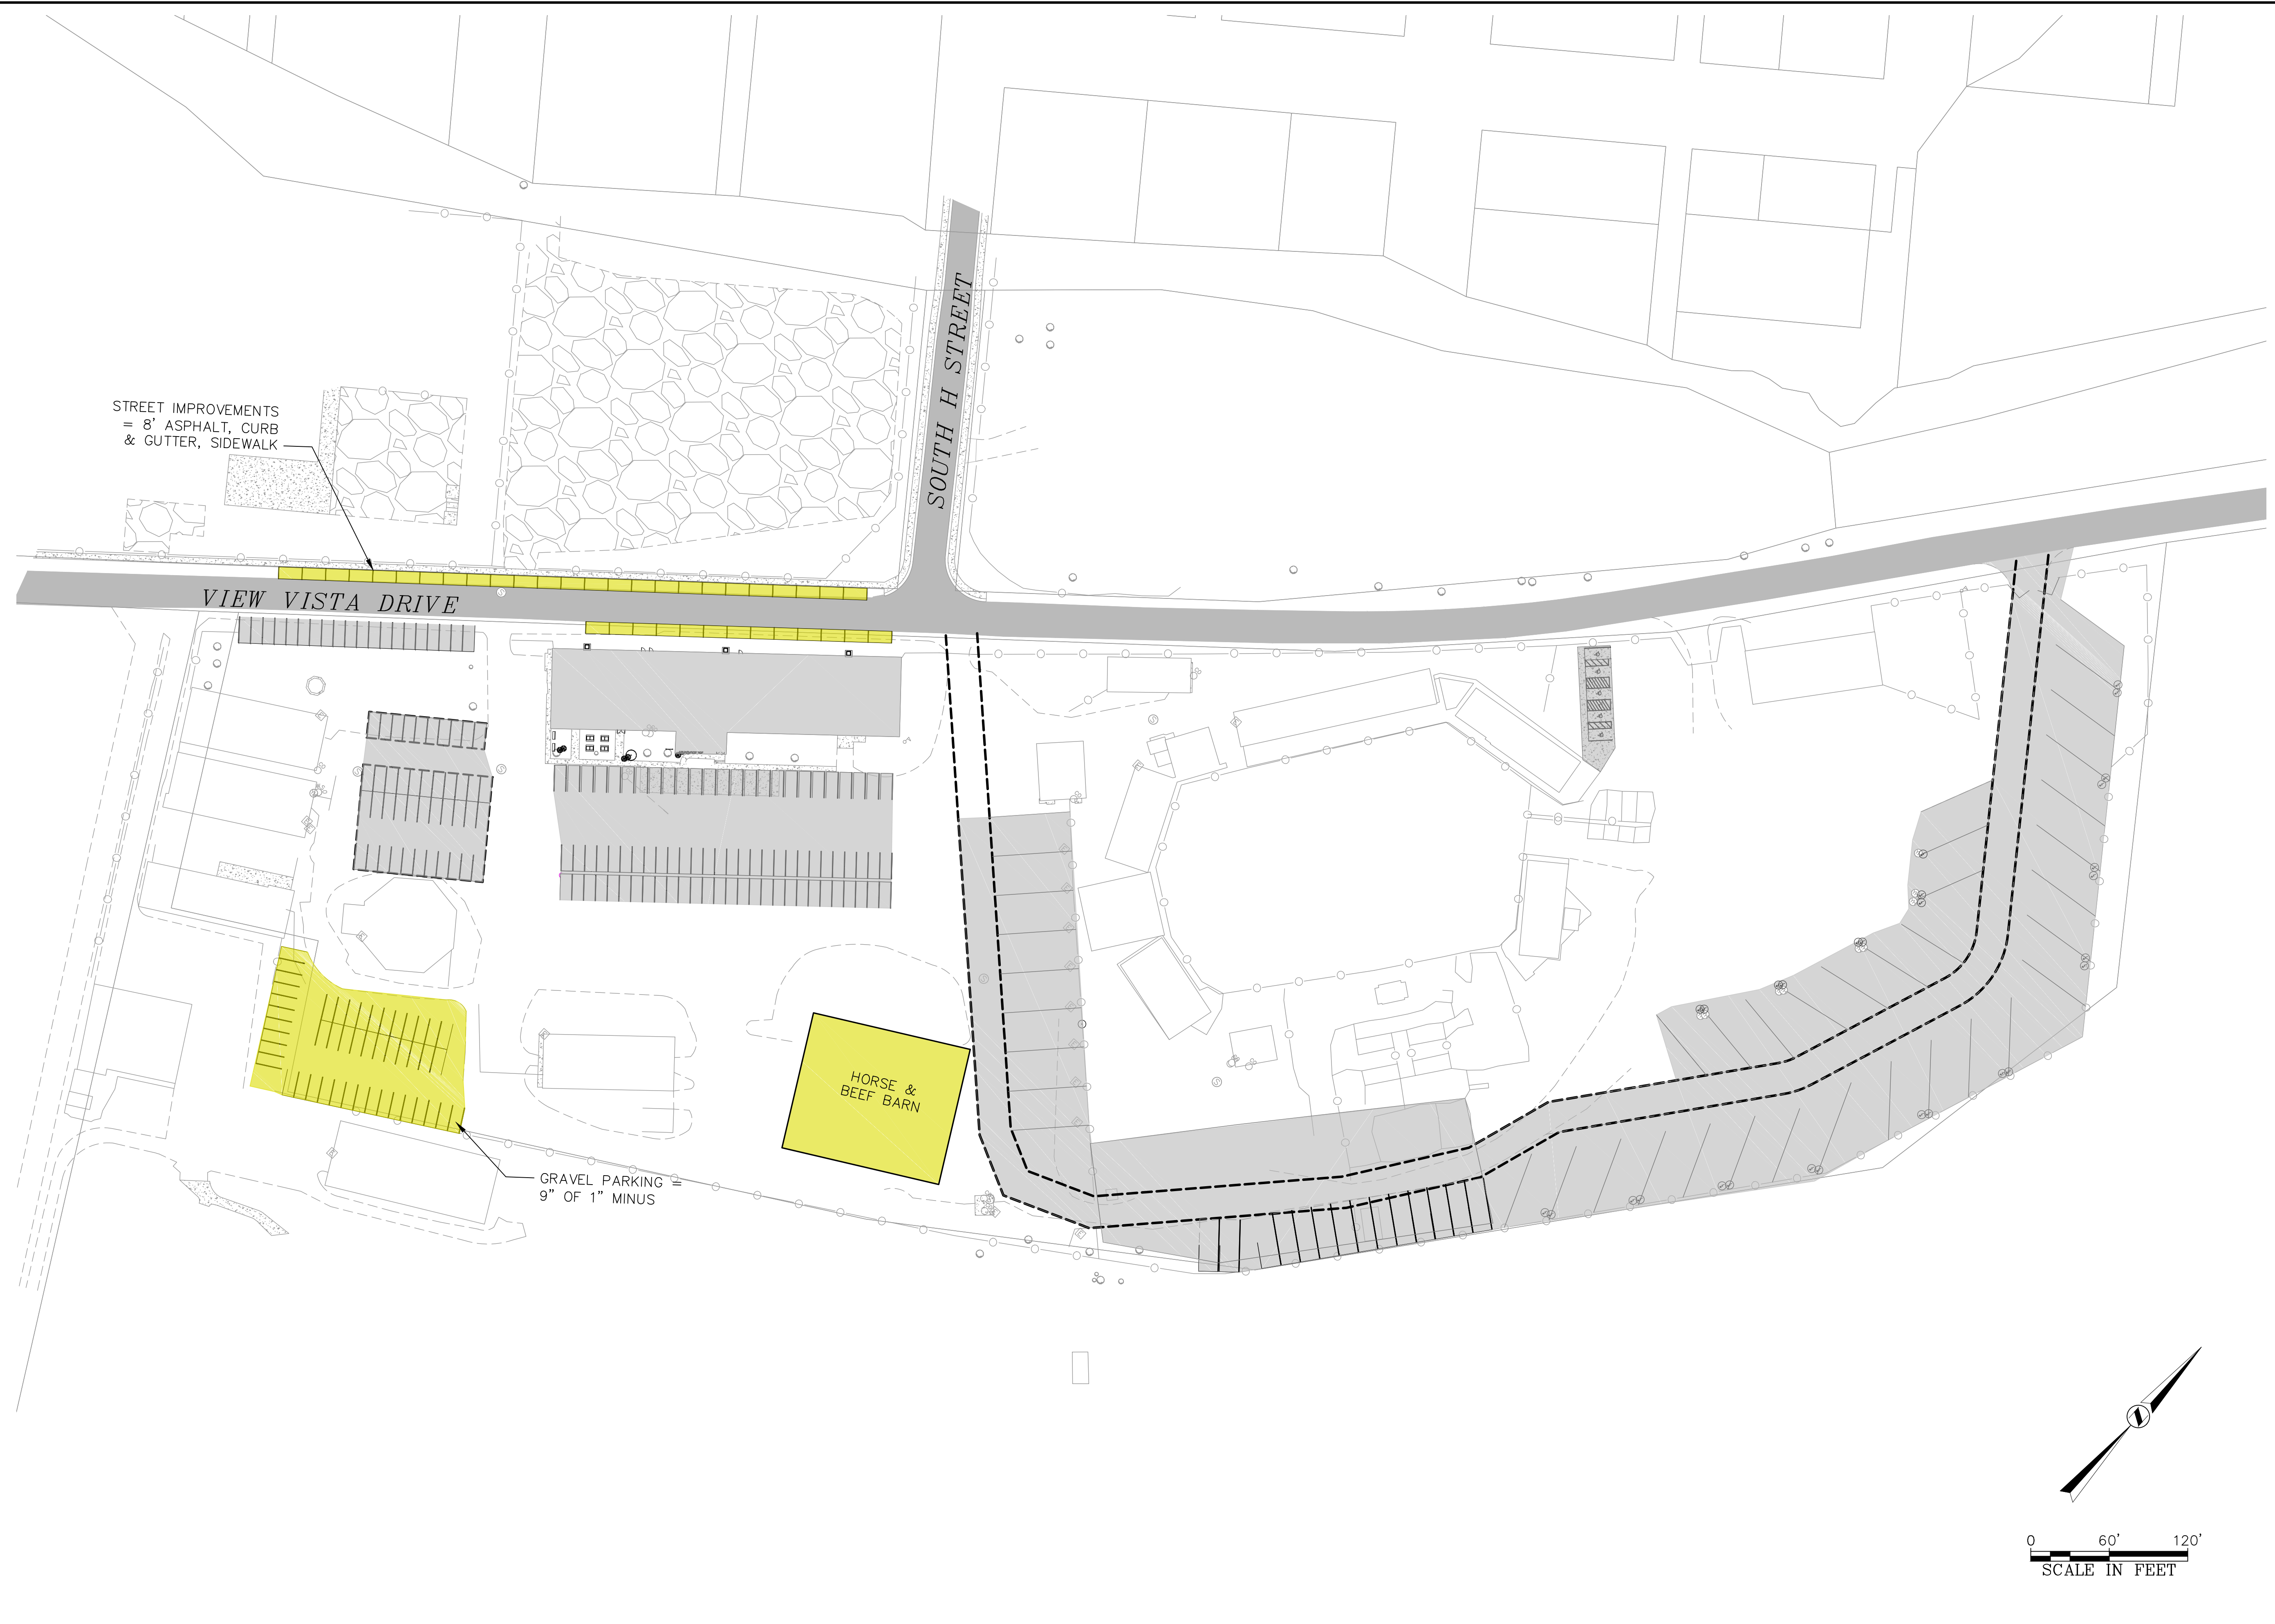 SOUTH H STREET
STREET IMPROVEMENTS
= 8' ASPHALT, CURB
& GUTTER, SIDEWALK
VIEW VISTA DRIVE
HORSE &
BEEF BARN
GRAVEL PARKING =
9" OF 1" MINUS
0 60' 120'
SCALE IN FEET